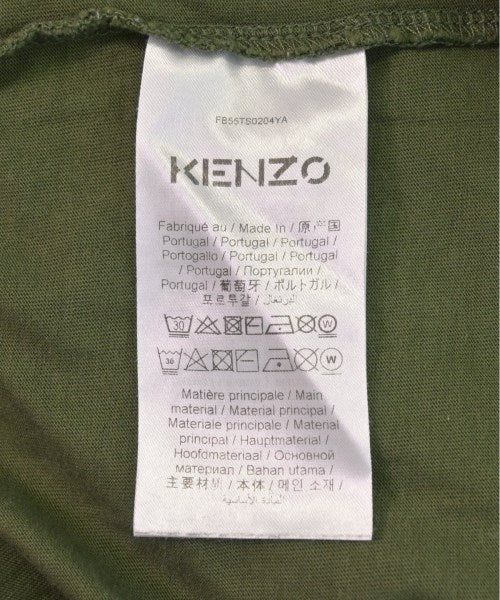 FB55TS0204YA
KENZO
Fabriqué au / Made In / 原产国
Portugal / Portugal / Portugal /
Portogallo / Portugal / Portugal
/ Portugal / Португалии /
Portugal / 葡萄牙 / ポルトガル /
포르투갈 / البرتغال
30 W
30 W
Matière principale / Main
material / Material principal /
Materiale principale / Material
principal / Hauptmaterial /
Hoofdmateriaal / Основной
материал / Bahan utama /
主要材料 / 本体 / 메인 소재 /
المادة الأساسية